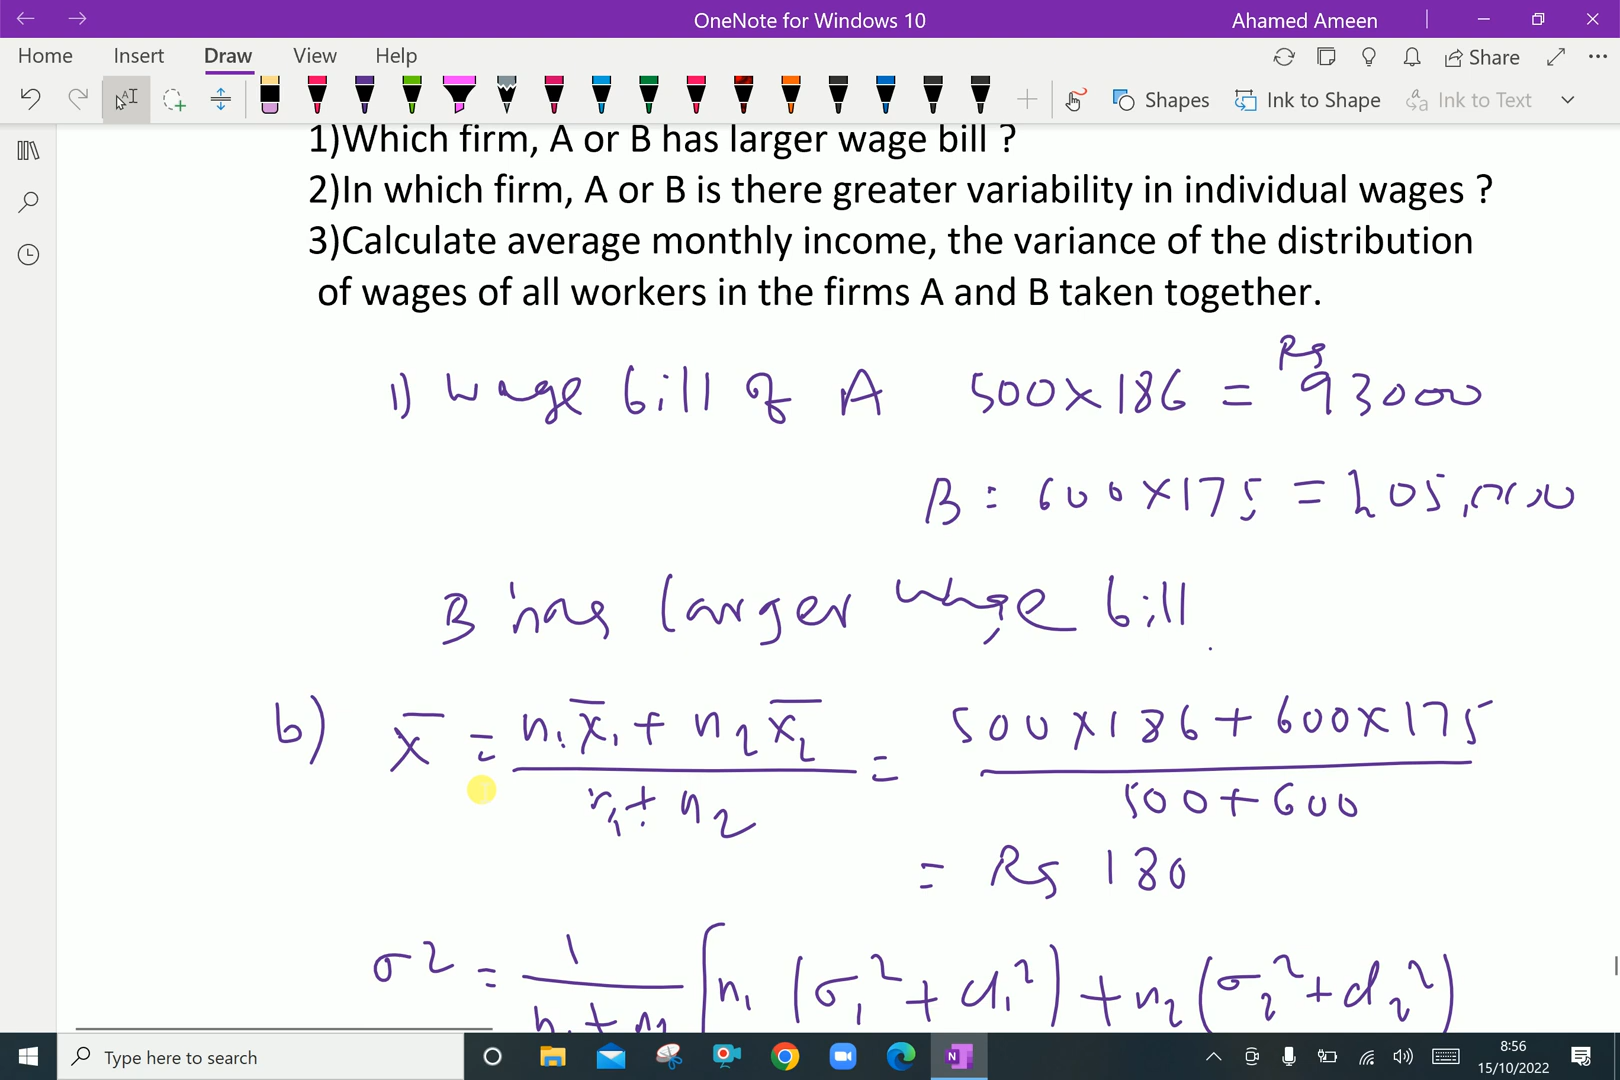 OneNote for Windows 10
Ahamed Ameen
Home Insert Draw View Help
Share
Shapes Ink to Shape Ink to Text
1)Which firm, A or B has larger wage bill ?
2)In which firm, A or B is there greater variability in individual wages ?
3)Calculate average monthly income, the variance of the distribution
of wages of all workers in the firms A and B taken together.
Rs
1) wage bill of A 500×186 = 93000
B = 600×175 = 105,000
B has larger wage bill.
b) x̄ = n₁x̄₁ + n₂x̄₂ = 500×186 + 600×175
n₁ + n₂ 500+600
= Rs 180
σ² = 1 [ n₁ (σ₁² + d₁²) + n₂ (σ₂² + d₂²)
n₁ + n₂
Type here to search
8:56
15/10/2022